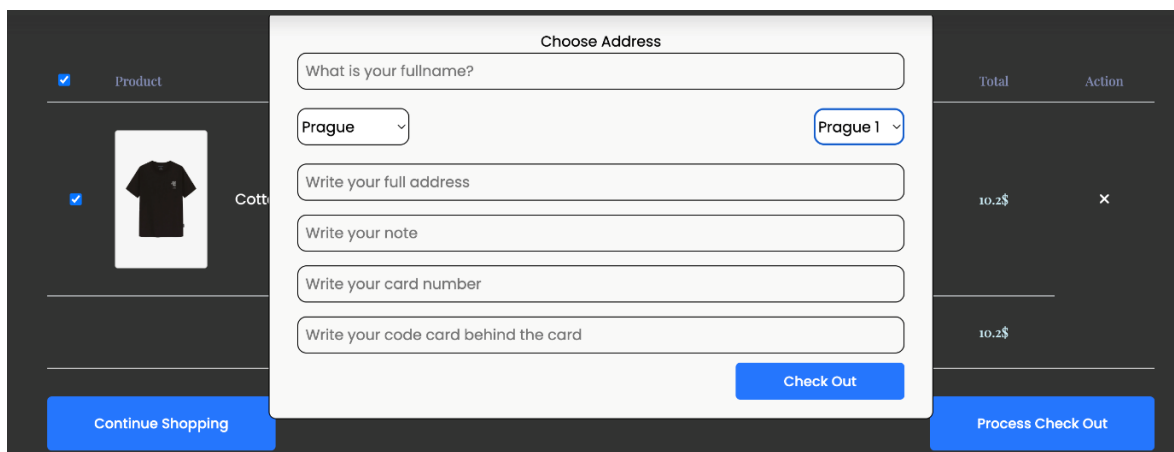 Choose Address
What is your fullname?
Product
Total
Action
Prague
Prague 1
Write your full address
Cott
10.2$
×
Write your note
Write your card number
Write your code card behind the card
10.2$
Check Out
Continue Shopping
Process Check Out